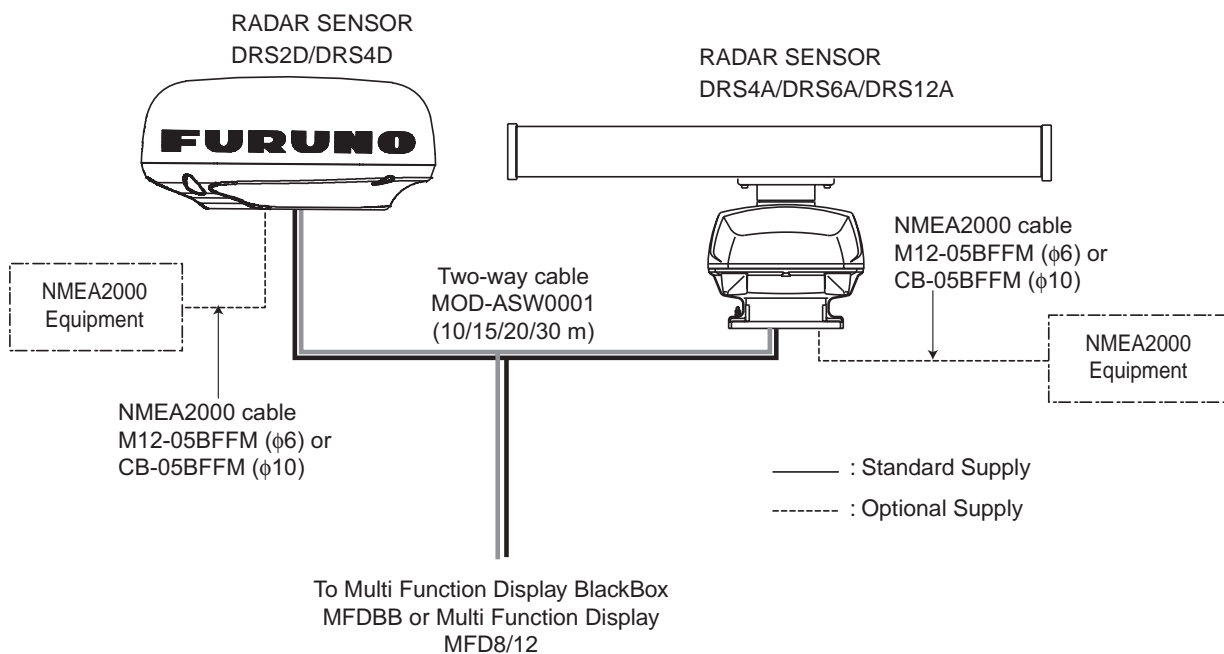 RADAR SENSOR
DRS2D/DRS4D
FURUNO
RADAR SENSOR
DRS4A/DRS6A/DRS12A
NMEA2000
Equipment
NMEA2000 cable
M12-05BFFM (ϕ6) or
CB-05BFFM (ϕ10)
Two-way cable
MOD-ASW0001
(10/15/20/30 m)
NMEA2000 cable
M12-05BFFM (ϕ6) or
CB-05BFFM (ϕ10)
NMEA2000
Equipment
: Standard Supply
: Optional Supply
To Multi Function Display BlackBox
MFDBB or Multi Function Display
MFD8/12